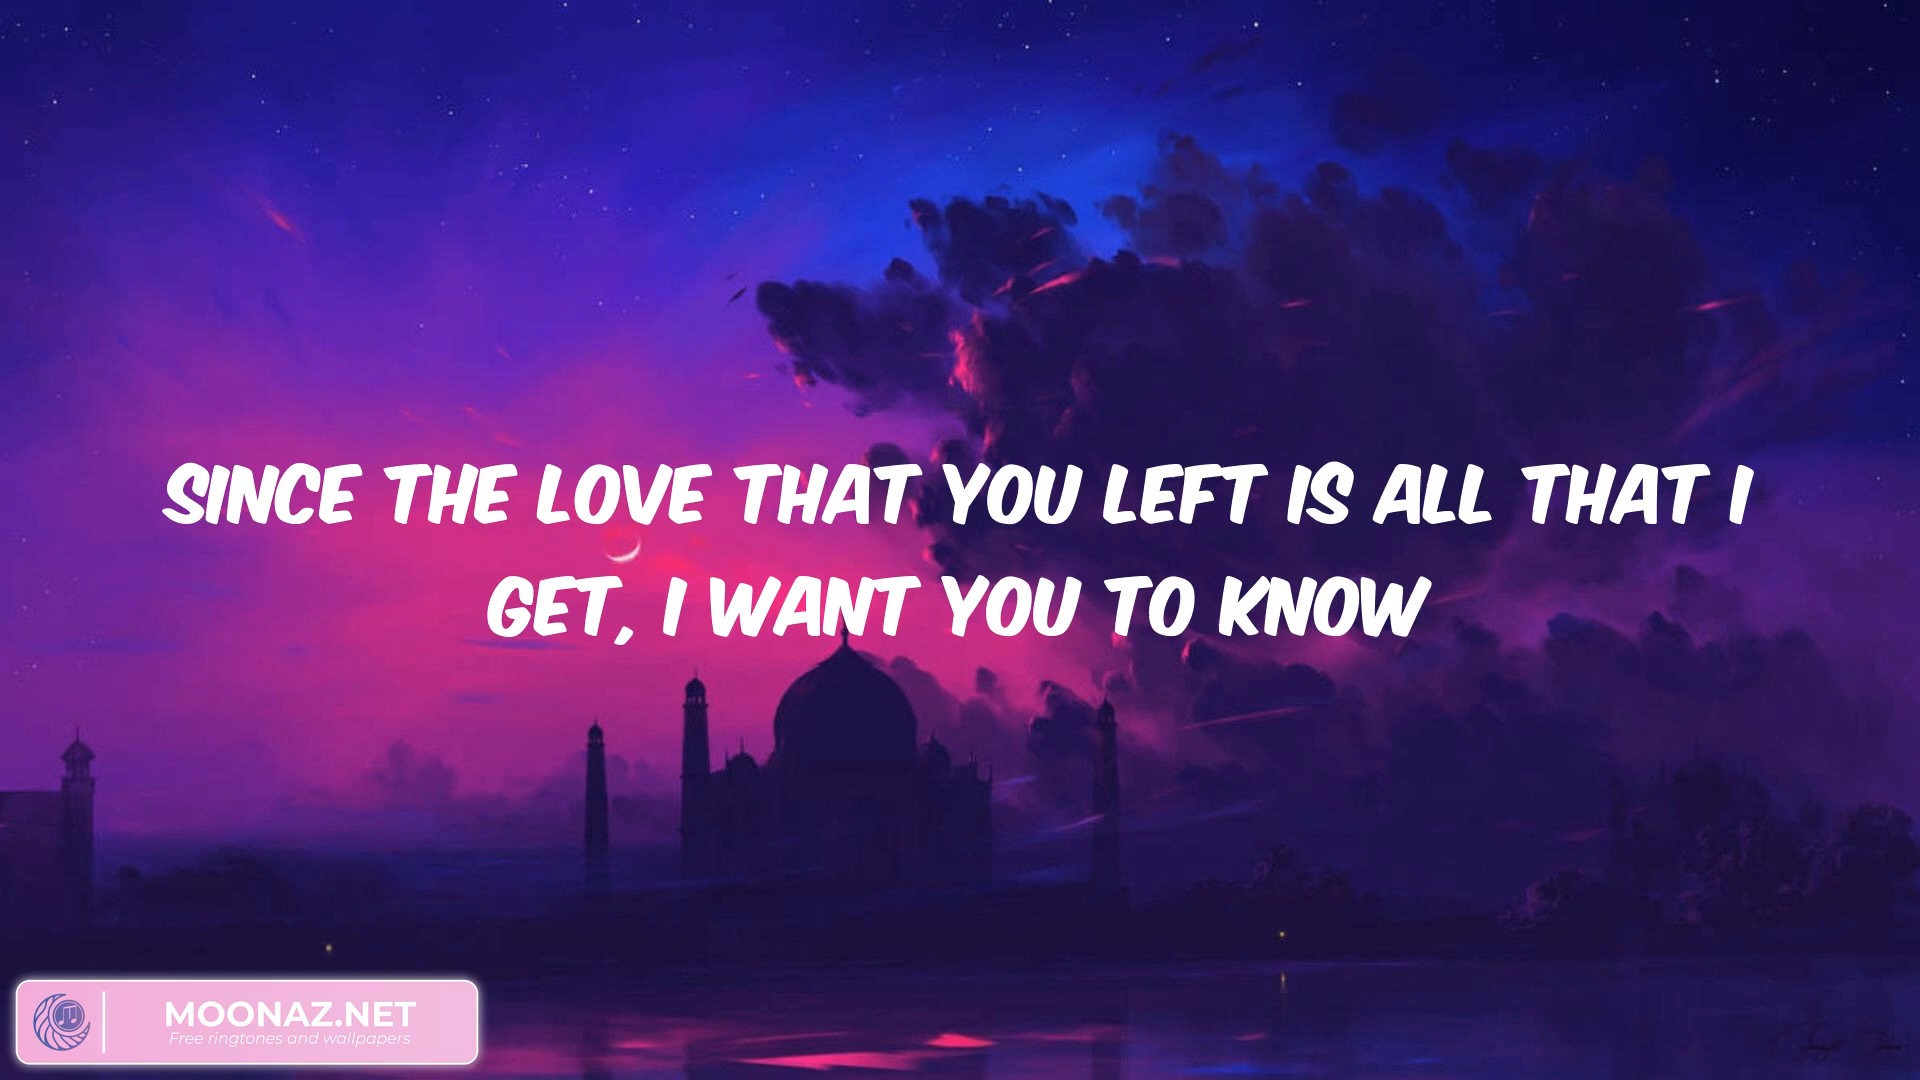 SINCE THE LOVE THAT YOU LEFT IS ALL THAT I
GET, I WANT YOU TO KNOW
MOONAZ.NET
Free ringtones and wallpapers